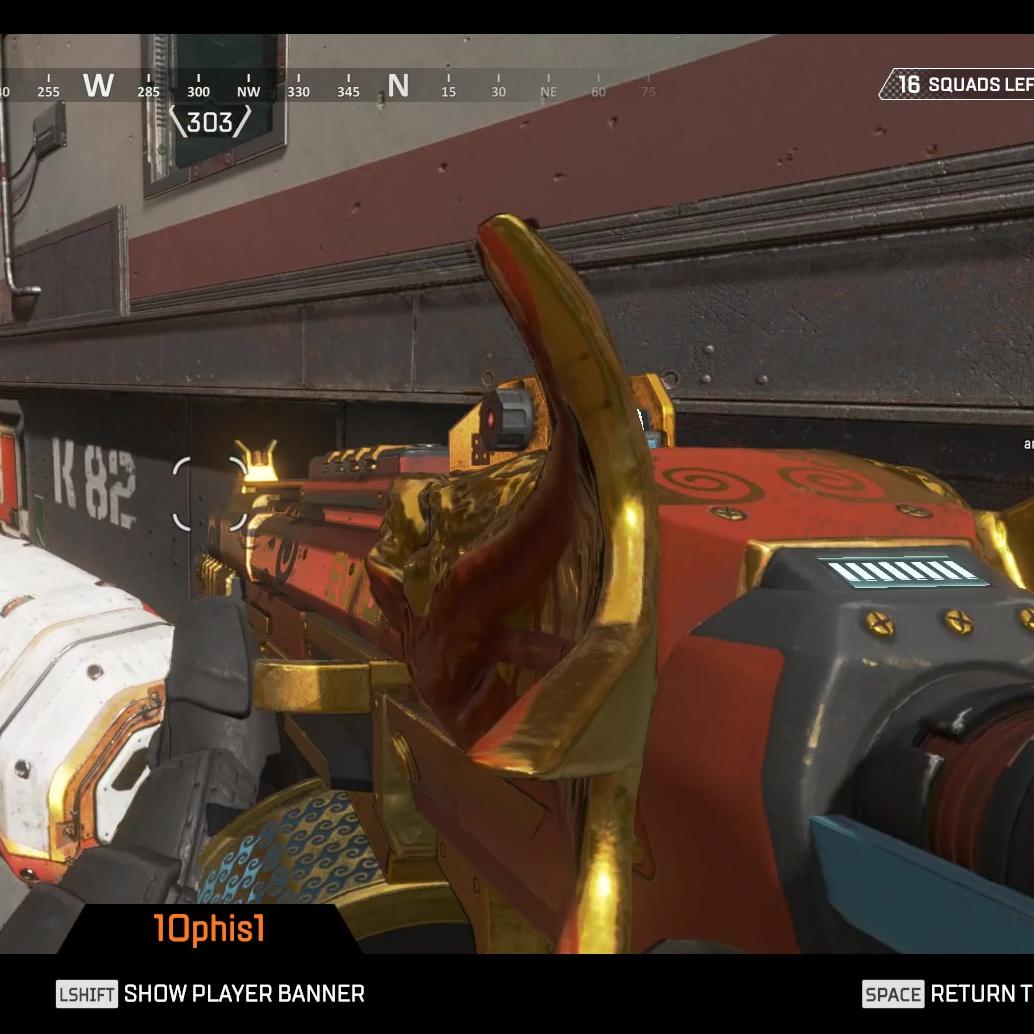 255 W 285 300 NW 330 345 N 15 30 NE 60 75
303
16 SQUADS LEF
K82
1Ophis1
LSHIFT SHOW PLAYER BANNER
SPACE RETURN T